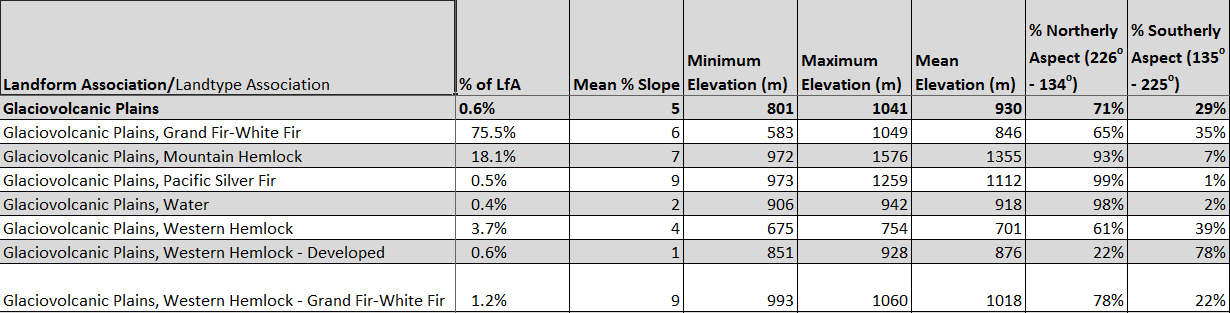 Landform Association/Landtype Association % of LfA Mean % Slope Minimum Elevation (m) Maximum Elevation (m) Mean Elevation (m) % Northerly Aspect (226o - 134o) % Southerly Aspect (135o - 225o)
Glaciovolcanic Plains 0.6% 5 801 1041 930 71% 29%
Glaciovolcanic Plains, Grand Fir-White Fir 75.5% 6 583 1049 846 65% 35%
Glaciovolcanic Plains, Mountain Hemlock 18.1% 7 972 1576 1355 93% 7%
Glaciovolcanic Plains, Pacific Silver Fir 0.5% 9 973 1259 1112 99% 1%
Glaciovolcanic Plains, Water 0.4% 2 906 942 918 98% 2%
Glaciovolcanic Plains, Western Hemlock 3.7% 4 675 754 701 61% 39%
Glaciovolcanic Plains, Western Hemlock - Developed 0.6% 1 851 928 876 22% 78%
Glaciovolcanic Plains, Western Hemlock - Grand Fir-White Fir 1.2% 9 993 1060 1018 78% 22%